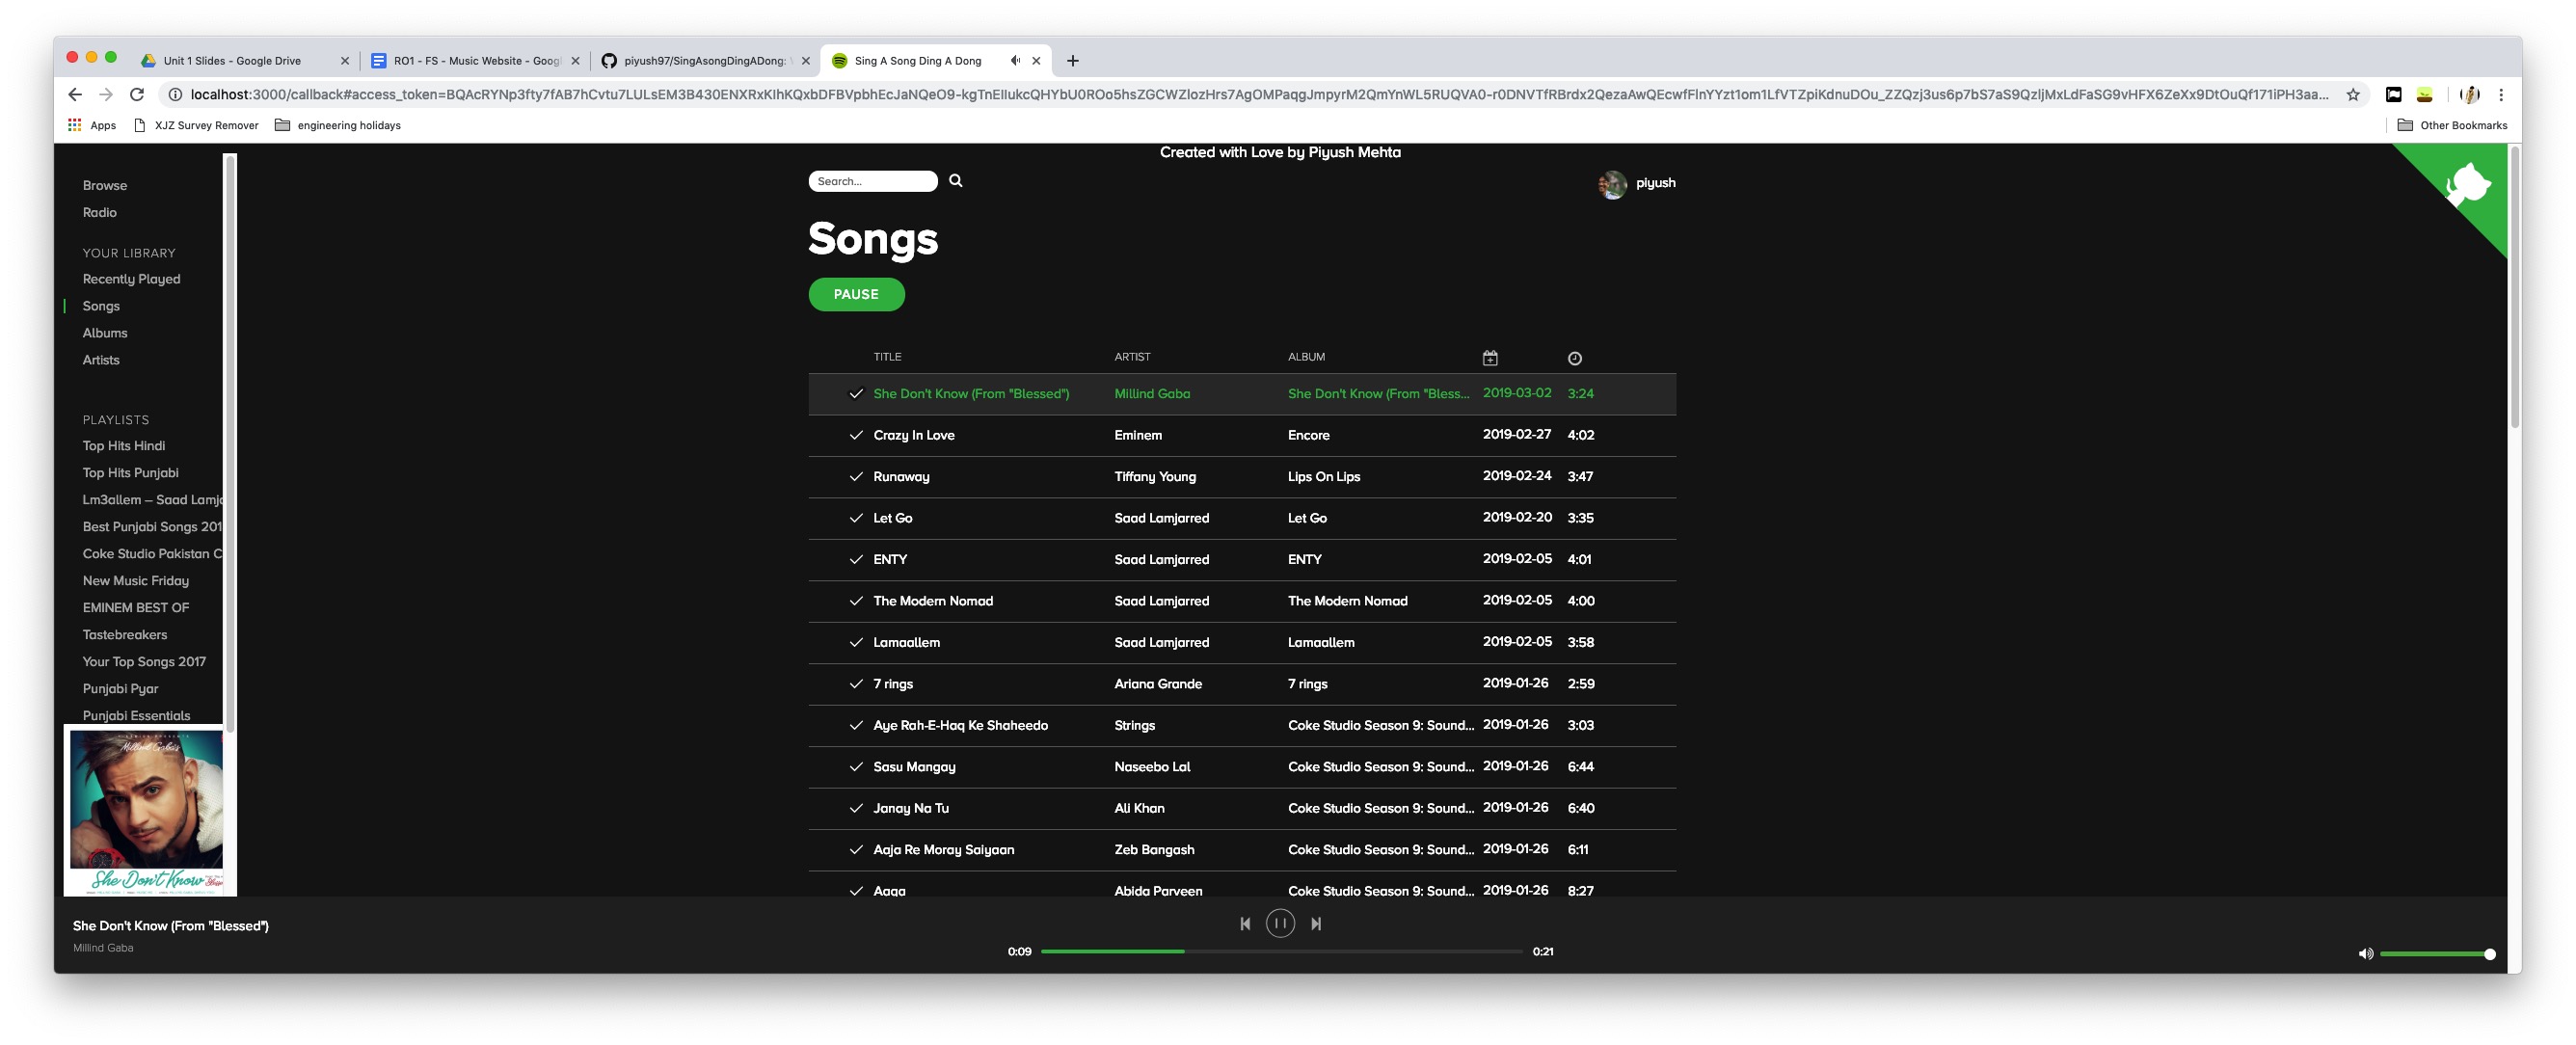 Unit 1 Slides - Google Drive
RO1 - FS - Music Website - Googl
piyush97/SingAsongDingADong:
Sing A Song Ding A Dong
Apps
XJZ Survey Remover
engineering holidays
Other Bookmarks
Created with Love by Piyush Mehta
Search...
piyush
Browse
Radio
YOUR LIBRARY
Recently Played
Songs
Albums
Artists
PLAYLISTS
Top Hits Hindi
Top Hits Punjabi
Lm3allem – Saad Lamja
Best Punjabi Songs 201
Coke Studio Pakistan C
New Music Friday
EMINEM BEST OF
Tastebreakers
Your Top Songs 2017
Punjabi Pyar
Punjabi Essentials
Millind Gaba
She Don't Know
Songs
PAUSE
TITLE ARTIST ALBUM
She Don't Know (From "Blessed") Millind Gaba She Don't Know (From "Bless... 2019-03-02 3:24
Crazy In Love Eminem Encore 2019-02-27 4:02
Runaway Tiffany Young Lips On Lips 2019-02-24 3:47
Let Go Saad Lamjarred Let Go 2019-02-20 3:35
ENTY Saad Lamjarred ENTY 2019-02-05 4:01
The Modern Nomad Saad Lamjarred The Modern Nomad 2019-02-05 4:00
Lamaallem Saad Lamjarred Lamaallem 2019-02-05 3:58
7 rings Ariana Grande 7 rings 2019-01-26 2:59
Aye Rah-E-Haq Ke Shaheedo Strings Coke Studio Season 9: Sound... 2019-01-26 3:03
Sasu Mangay Naseebo Lal Coke Studio Season 9: Sound... 2019-01-26 6:44
Janay Na Tu Ali Khan Coke Studio Season 9: Sound... 2019-01-26 6:40
Aaja Re Moray Saiyaan Zeb Bangash Coke Studio Season 9: Sound... 2019-01-26 6:11
Aaqa Abida Parveen Coke Studio Season 9: Sound... 2019-01-26 8:27
She Don't Know (From "Blessed")
Millind Gaba
0:09 0:21